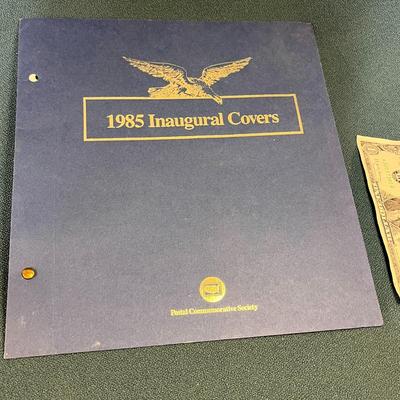 1985 Inaugural Covers
Postal Commemorative Society